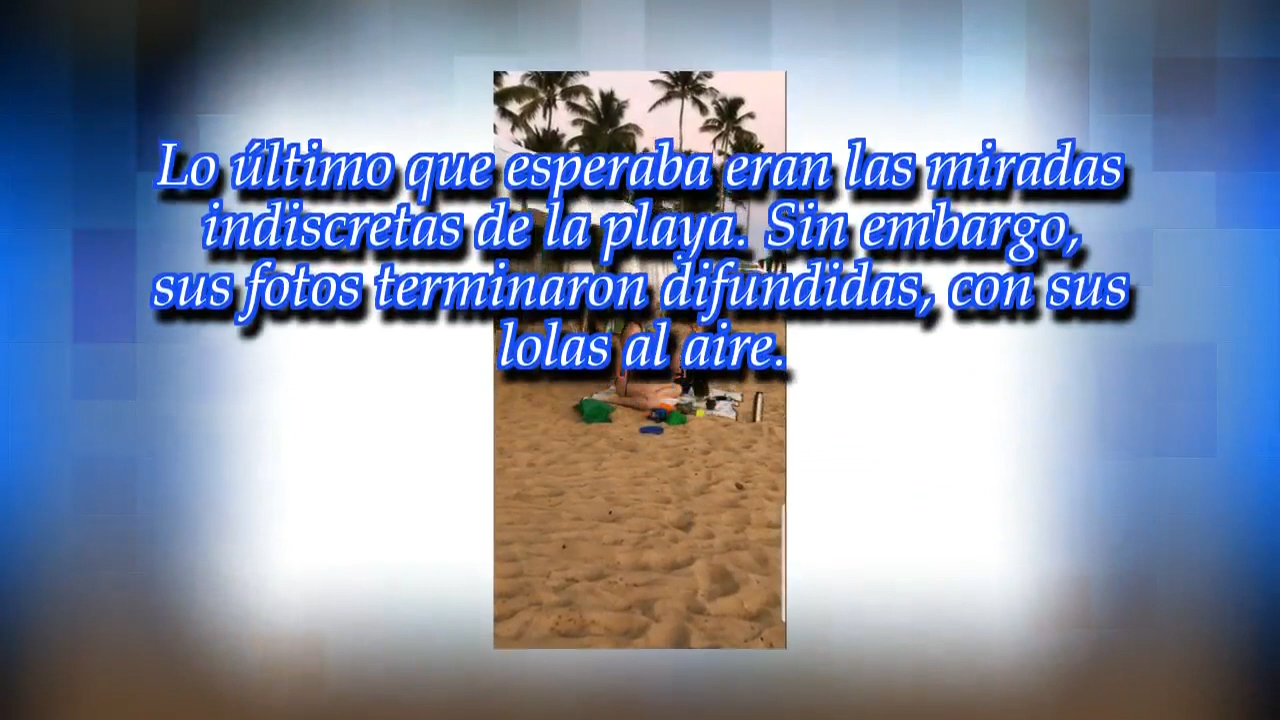 Lo último que esperaba eran las miradas
indiscretas de la playa. Sin embargo,
sus fotos terminaron difundidas, con sus
lolas al aire.